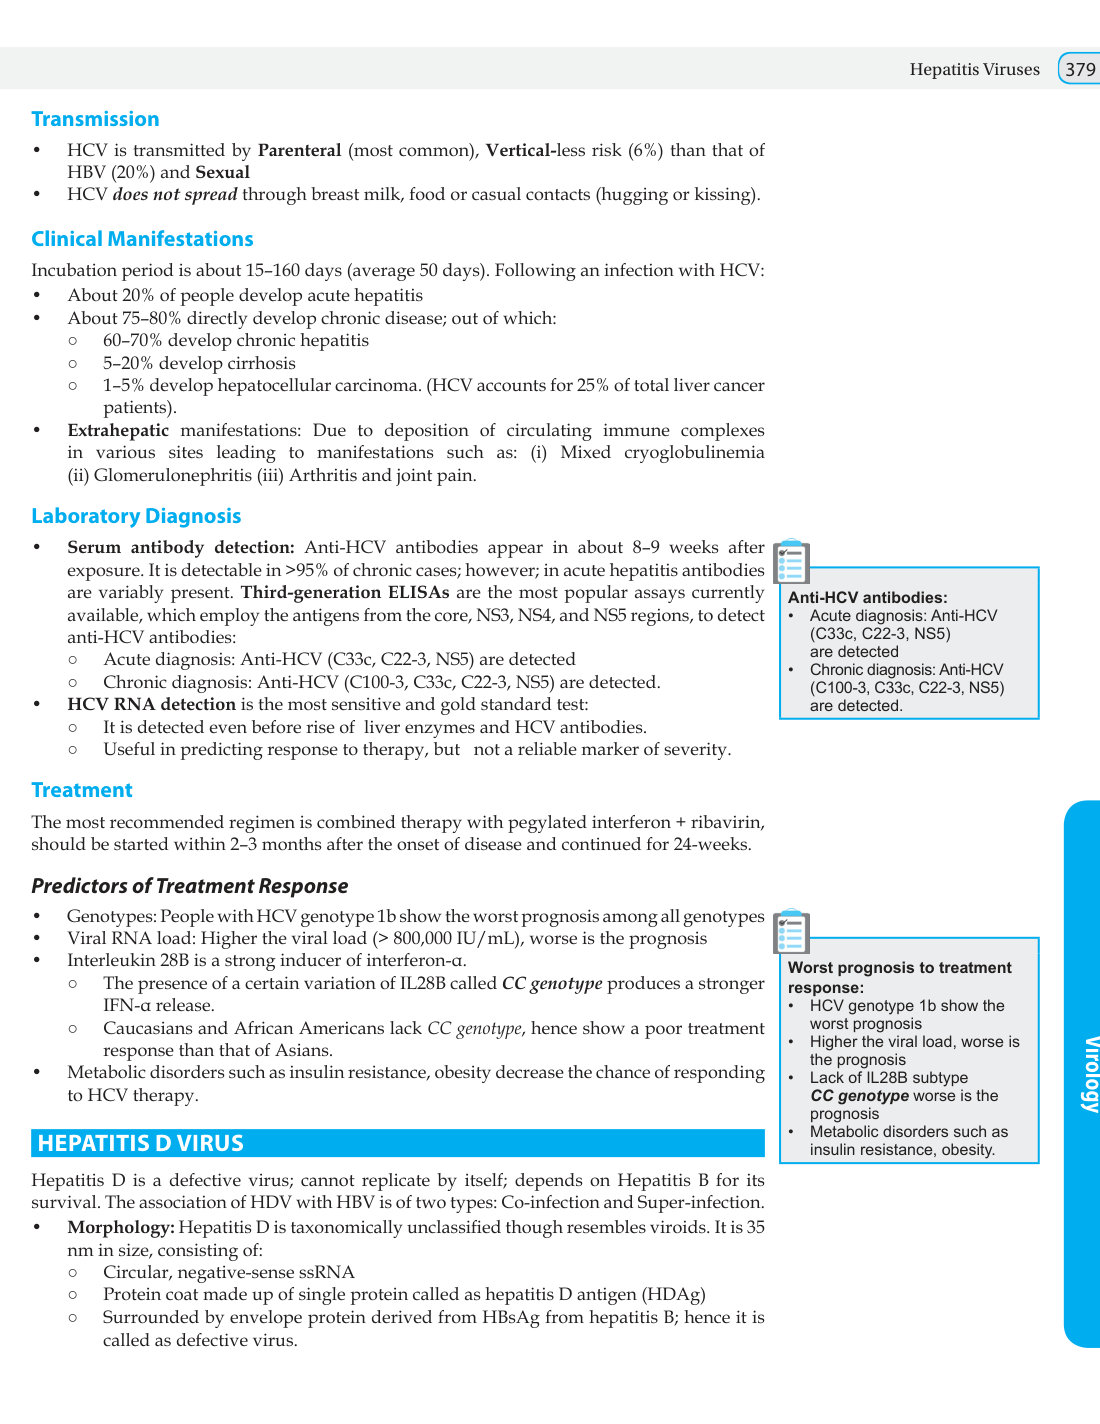 Hepatitis Viruses 379
Transmission
• HCV is transmitted by Parenteral (most common), Vertical-less risk (6%) than that of
HBV (20%) and Sexual
• HCV does not spread through breast milk, food or casual contacts (hugging or kissing).
Clinical Manifestations
Incubation period is about 15–160 days (average 50 days). Following an infection with HCV:
• About 20% of people develop acute hepatitis
• About 75–80% directly develop chronic disease; out of which:
○ 60–70% develop chronic hepatitis
○ 5–20% develop cirrhosis
○ 1–5% develop hepatocellular carcinoma. (HCV accounts for 25% of total liver cancer
patients).
• Extrahepatic manifestations: Due to deposition of circulating immune complexes
in various sites leading to manifestations such as: (i) Mixed cryoglobulinemia
(ii) Glomerulonephritis (iii) Arthritis and joint pain.
Laboratory Diagnosis
• Serum antibody detection: Anti-HCV antibodies appear in about 8–9 weeks after
exposure. It is detectable in >95% of chronic cases; however; in acute hepatitis antibodies
are variably present. Third-generation ELISAs are the most popular assays currently
available, which employ the antigens from the core, NS3, NS4, and NS5 regions, to detect
anti-HCV antibodies:
○ Acute diagnosis: Anti-HCV (C33c, C22-3, NS5) are detected
○ Chronic diagnosis: Anti-HCV (C100-3, C33c, C22-3, NS5) are detected.
• HCV RNA detection is the most sensitive and gold standard test:
○ It is detected even before rise of liver enzymes and HCV antibodies.
○ Useful in predicting response to therapy, but not a reliable marker of severity.
Anti-HCV antibodies:
• Acute diagnosis: Anti-HCV
(C33c, C22-3, NS5)
are detected
• Chronic diagnosis: Anti-HCV
(C100-3, C33c, C22-3, NS5)
are detected.
Treatment
The most recommended regimen is combined therapy with pegylated interferon + ribavirin,
should be started within 2–3 months after the onset of disease and continued for 24-weeks.
Predictors of Treatment Response
• Genotypes: People with HCV genotype 1b show the worst prognosis among all genotypes
• Viral RNA load: Higher the viral load (> 800,000 IU/mL), worse is the prognosis
• Interleukin 28B is a strong inducer of interferon-α.
○ The presence of a certain variation of IL28B called CC genotype produces a stronger
IFN-α release.
○ Caucasians and African Americans lack CC genotype, hence show a poor treatment
response than that of Asians.
• Metabolic disorders such as insulin resistance, obesity decrease the chance of responding
to HCV therapy.
Worst prognosis to treatment
response:
• HCV genotype 1b show the
worst prognosis
• Higher the viral load, worse is
the prognosis
• Lack of IL28B subtype
CC genotype worse is the
prognosis
• Metabolic disorders such as
insulin resistance, obesity.
HEPATITIS D VIRUS
Hepatitis D is a defective virus; cannot replicate by itself; depends on Hepatitis B for its
survival. The association of HDV with HBV is of two types: Co-infection and Super-infection.
• Morphology: Hepatitis D is taxonomically unclassified though resembles viroids. It is 35
nm in size, consisting of:
○ Circular, negative-sense ssRNA
○ Protein coat made up of single protein called as hepatitis D antigen (HDAg)
○ Surrounded by envelope protein derived from HBsAg from hepatitis B; hence it is
called as defective virus.
Virology